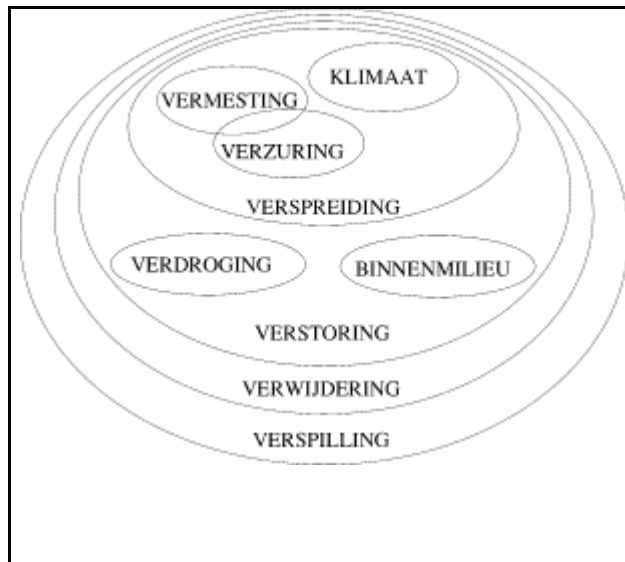 KLIMAAT
VERMESTING
VERZURING
VERSPREIDING
VERDROGING
BINNENMILIEU
VERSTORING
VERWIJDERING
VERSPILLING